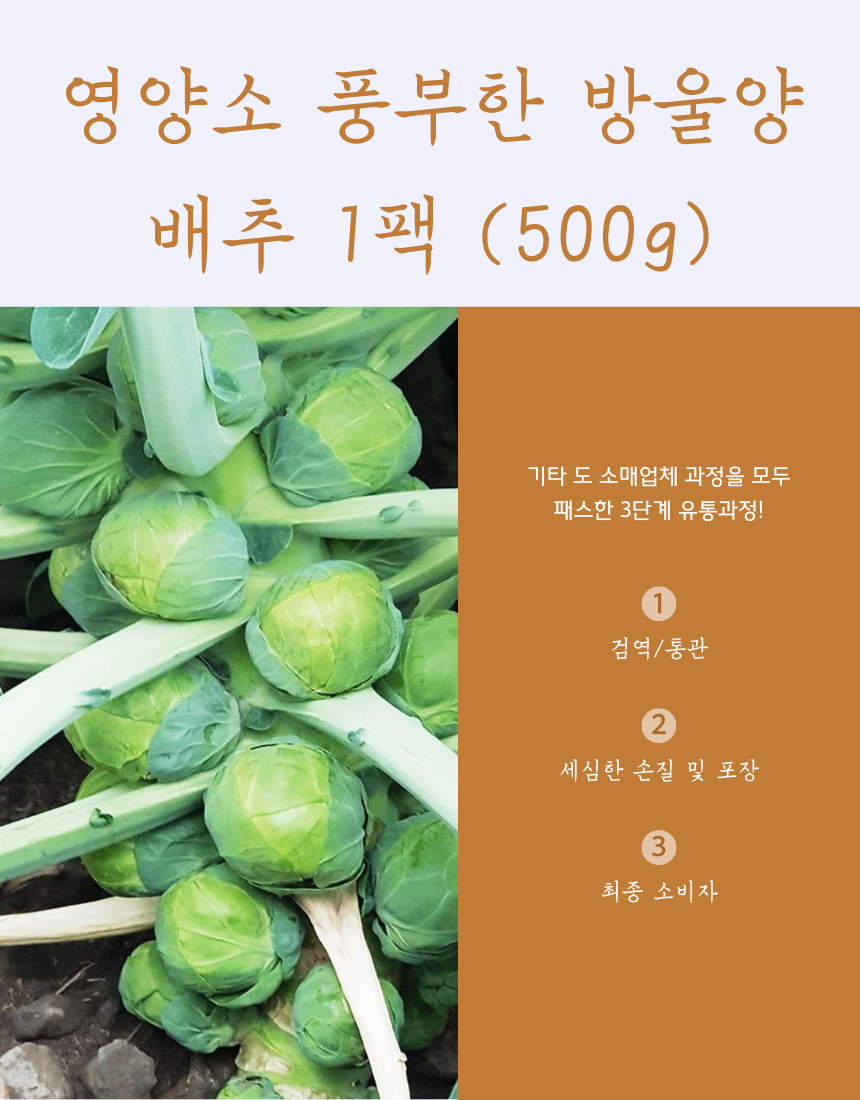 영양소 풍부한 방울양
배추 1팩 (500g)
기타 도 소매업체 과정을 모두
패스한 3단계 유통과정!
1
검역/통관
2
세심한 손질 및 포장
3
최종 소비자